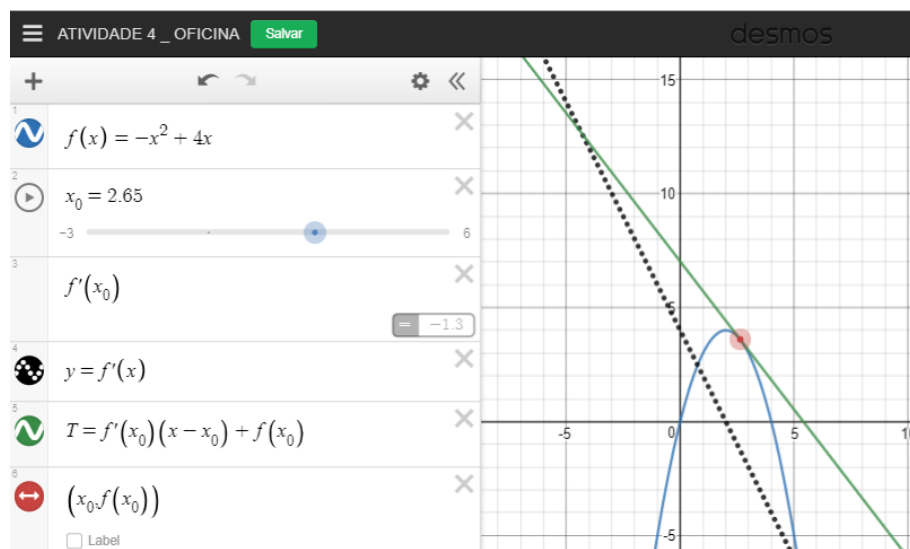 ATIVIDADE 4 _ OFICINA Salvar desmos
1
f(x) = −x² + 4x
2
x₀ = 2.65
-3 6
3
f′(x₀)
= −1.3
4
y = f′(x)
5
T = f′(x₀)(x − x₀) + f(x₀)
6
(x₀, f(x₀))
Label
15
10
5
-5 0 5 10
-5